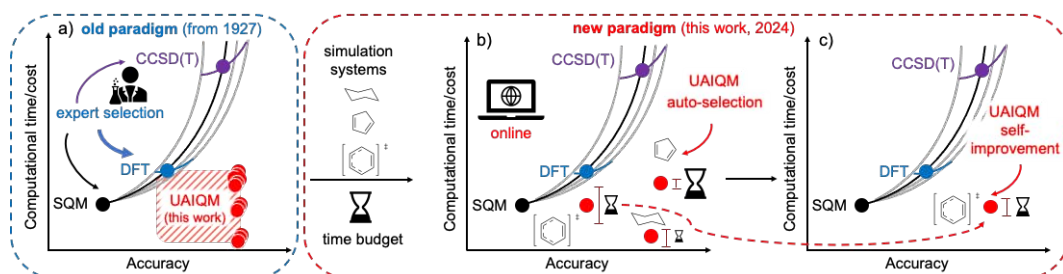 a)
old paradigm (from 1927)
CCSD(T)
expert selection
DFT
SQM
UAIQM
(this work)
Computational time/cost
Accuracy
simulation
systems
‡
time budget
new paradigm (this work, 2024)
b)
CCSD(T)
online
UAIQM
auto-selection
DFT
SQM
‡
Computational time/cost
Accuracy
c)
CCSD(T)
UAIQM
self-
improvement
DFT
SQM
‡
Computational time/cost
Accuracy